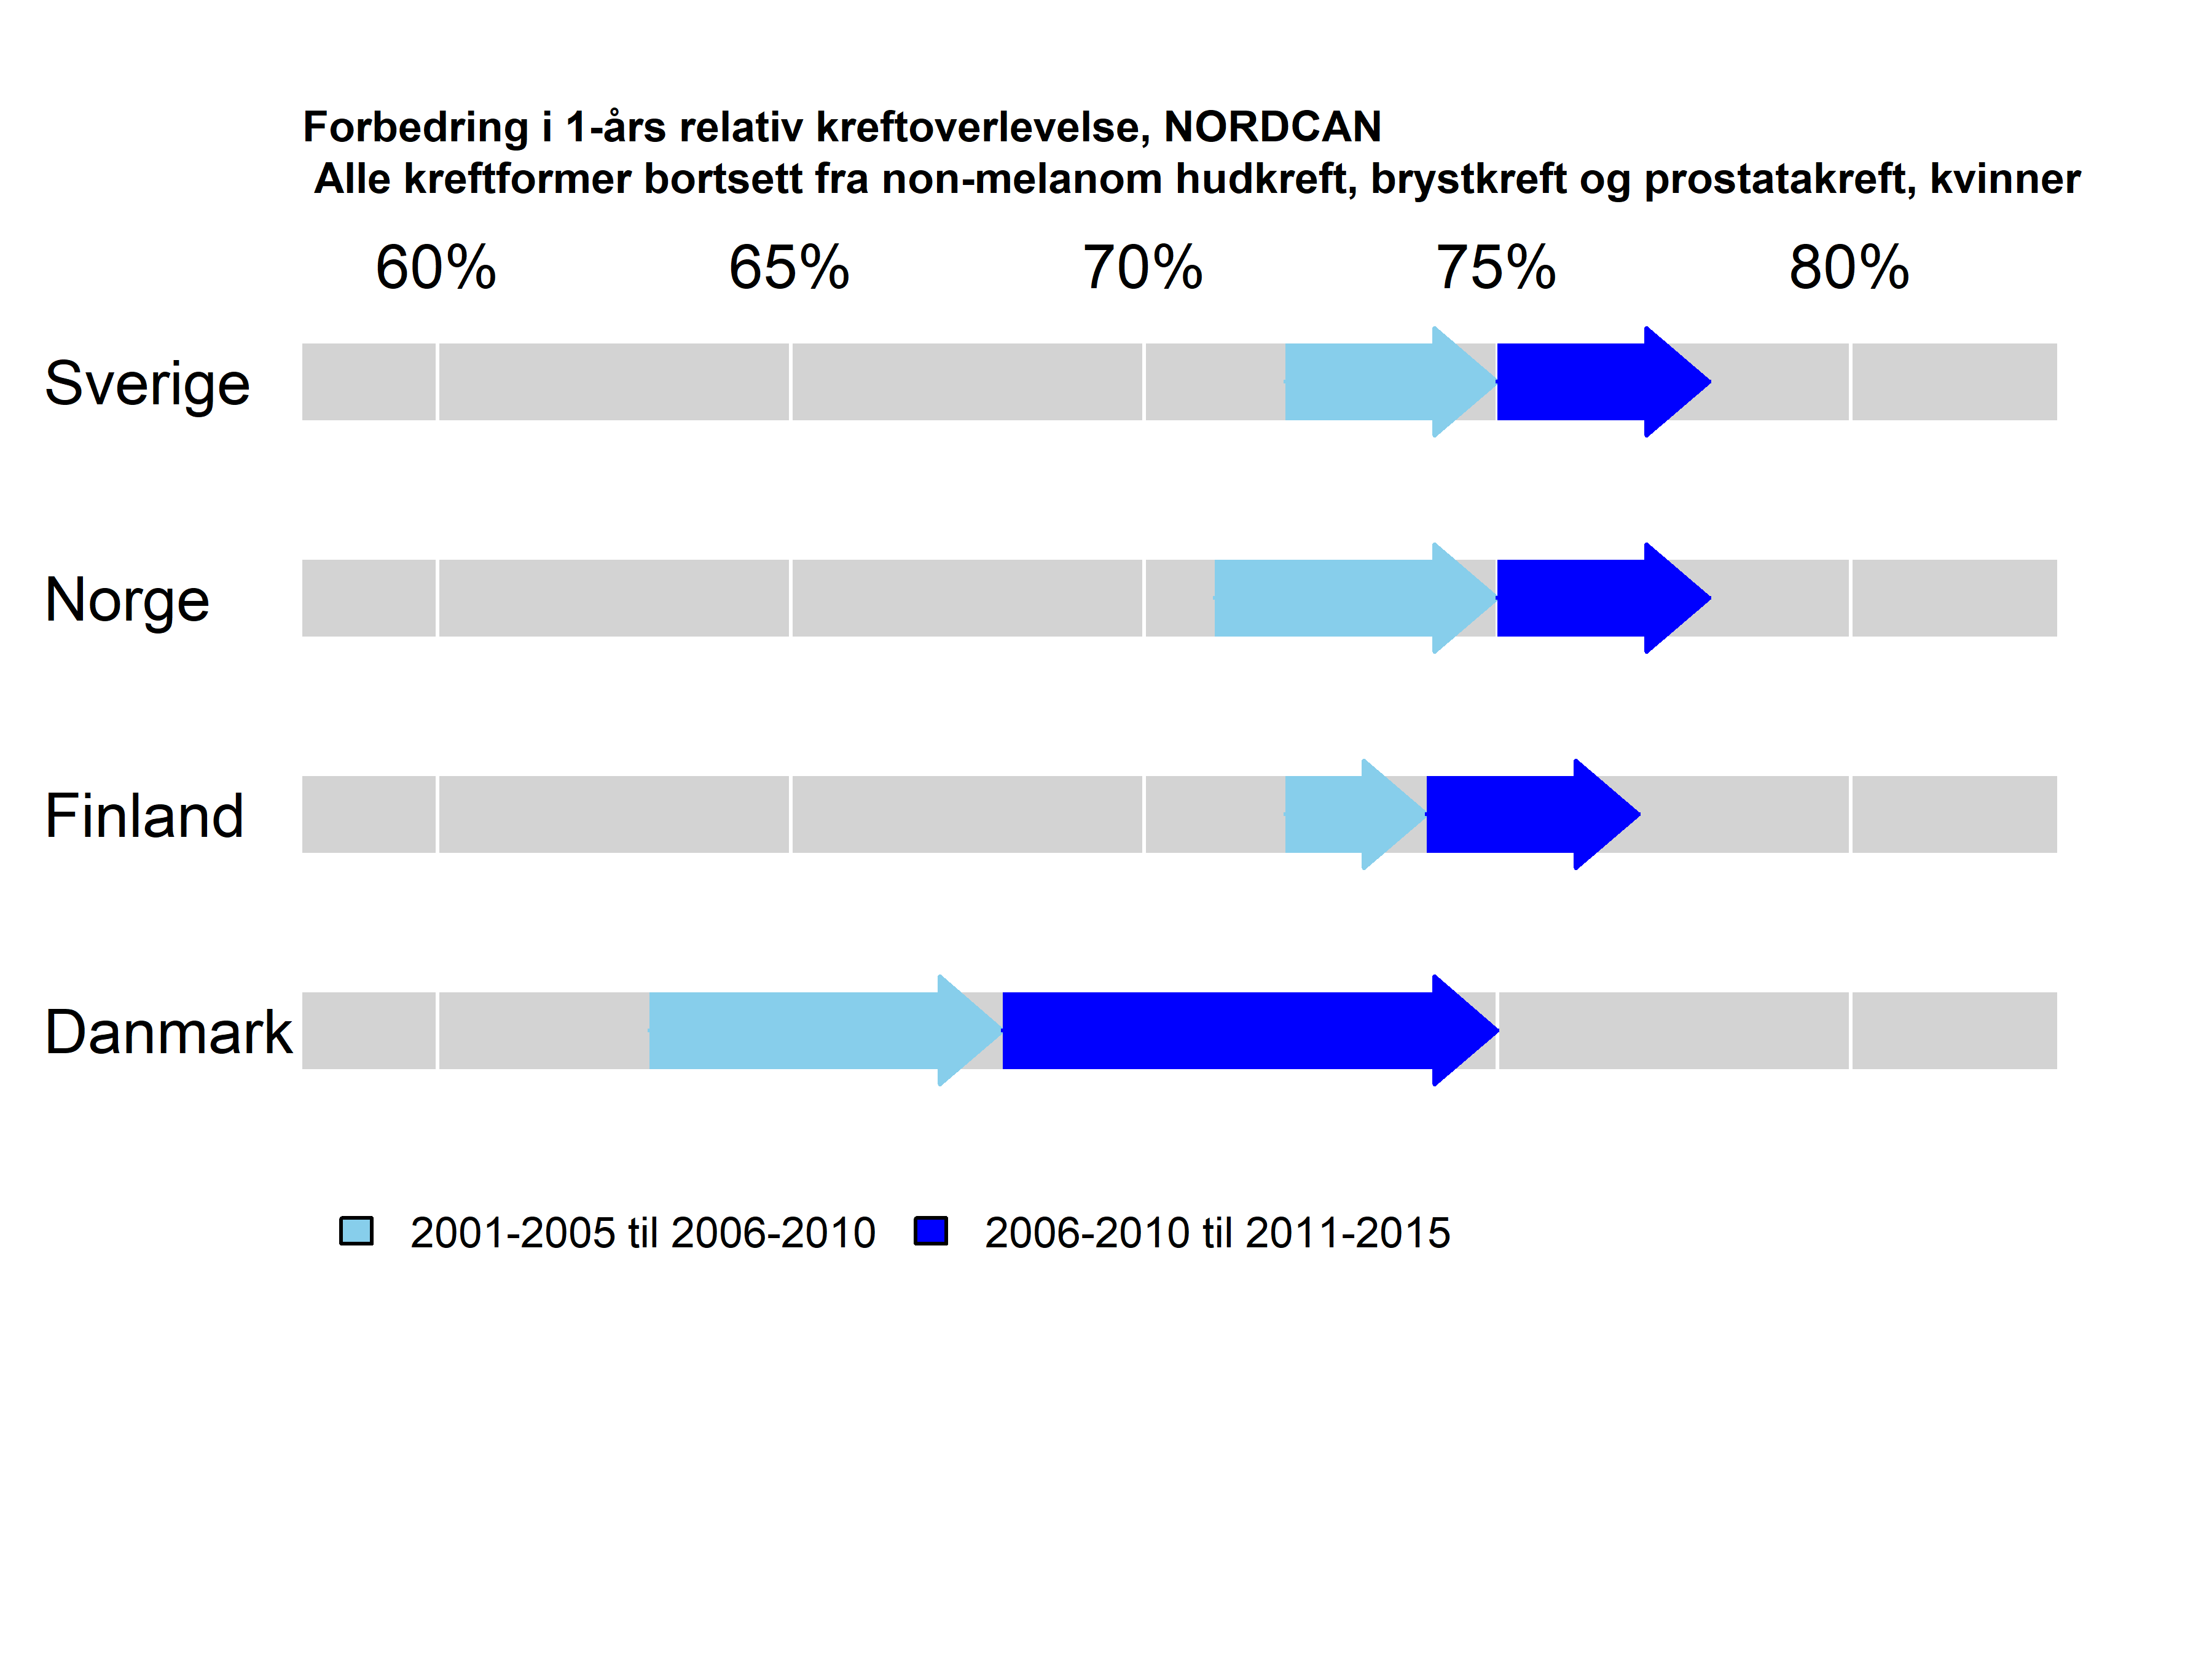 Forbedring i 1-års relativ kreftoverlevelse, NORDCAN
Alle kreftformer bortsett fra non-melanom hudkreft, brystkreft og prostatakreft, kvinner
60% 65% 70% 75% 80%
Sverige
Norge
Finland
Danmark
2001-2005 til 2006-2010 2006-2010 til 2011-2015